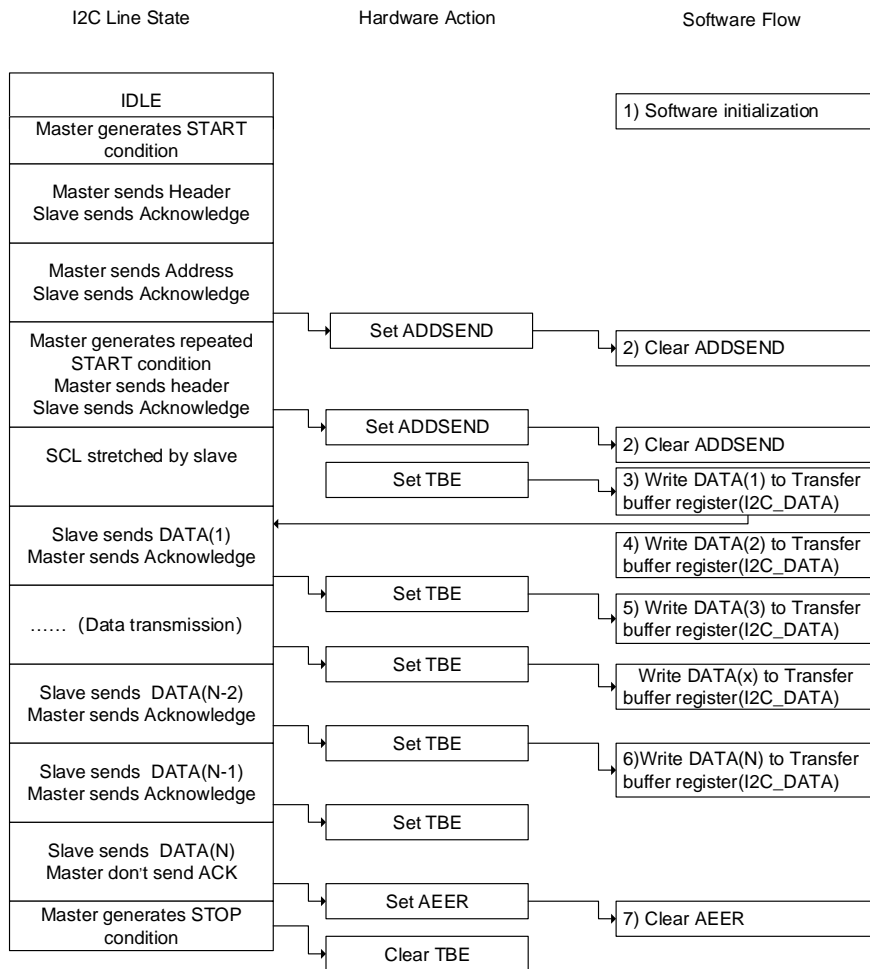 I2C Line State
Hardware Action
Software Flow
IDLE
1) Software initialization
Master generates START
condition
Master sends Header
Slave sends Acknowledge
Master sends Address
Slave sends Acknowledge
Set ADDSEND
2) Clear ADDSEND
Master generates repeated
START condition
Master sends header
Slave sends Acknowledge
Set ADDSEND
2) Clear ADDSEND
SCL stretched by slave
Set TBE
3) Write DATA(1) to Transfer
buffer register(I2C_DATA)
Slave sends DATA(1)
Master sends Acknowledge
4) Write DATA(2) to Transfer
buffer register(I2C_DATA)
Set TBE
5) Write DATA(3) to Transfer
buffer register(I2C_DATA)
…… (Data transmission)
Set TBE
Write DATA(x) to Transfer
buffer register(I2C_DATA)
Slave sends DATA(N-2)
Master sends Acknowledge
Set TBE
6)Write DATA(N) to Transfer
buffer register(I2C_DATA)
Slave sends DATA(N-1)
Master sends Acknowledge
Set TBE
Slave sends DATA(N)
Master don't send ACK
Set AEER
7) Clear AEER
Master generates STOP
condition
Clear TBE